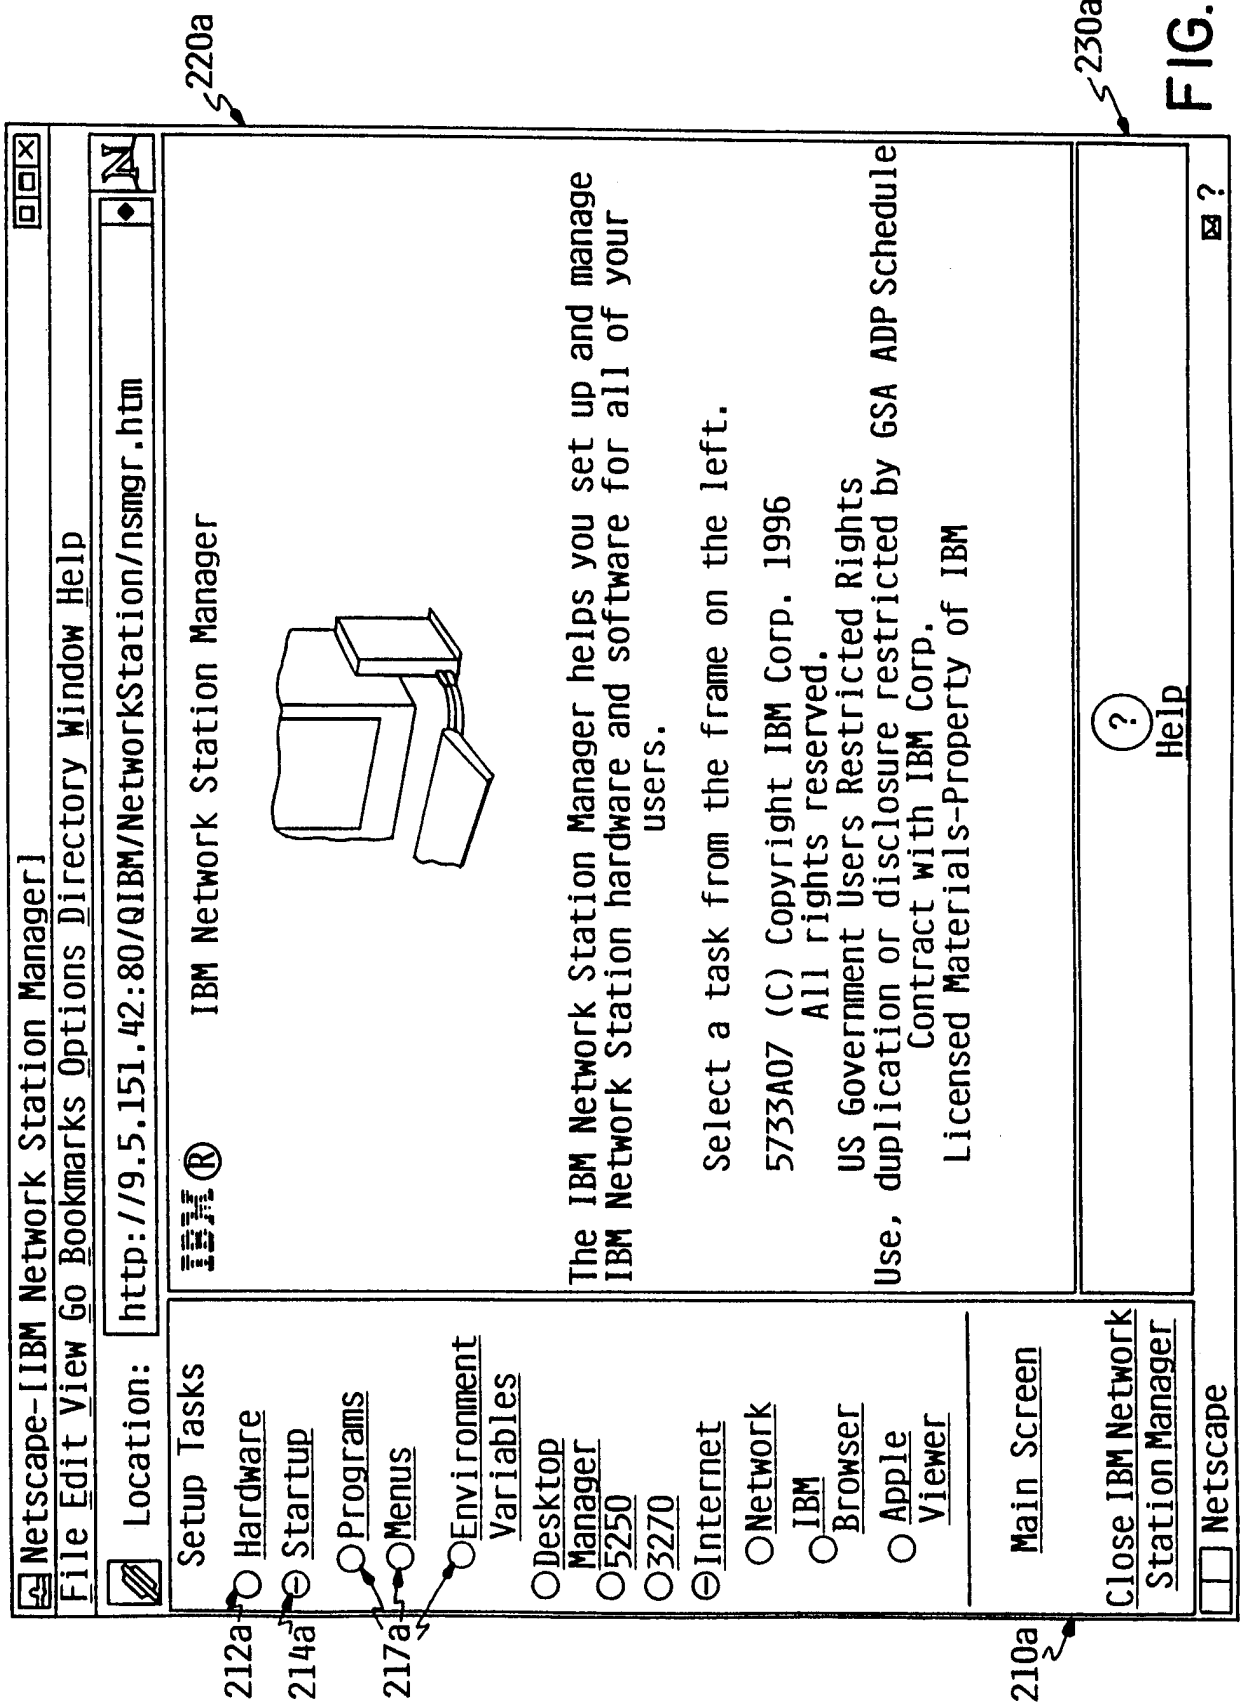 Netscape-[IBM Network Station Manager]
File Edit View Go Bookmarks Options Directory Window Help
Location: http://9.5.151.42:80/QIBM/NetworkStation/nsmgr.htm
N
Setup Tasks
212a
Hardware
214a
Startup
217a
Programs
Menus
Environment
Variables
Desktop
Manager
5250
3270
Internet
Network
IBM
Browser
Apple
Viewer
Main Screen
210a
Close IBM Network
Station Manager
220a
IBM ®
IBM Network Station Manager
The IBM Network Station Manager helps you set up and manage
IBM Network Station hardware and software for all of your
users.
Select a task from the frame on the left.
5733A07 (C) Copyright IBM Corp. 1996
All rights reserved.
US Government Users Restricted Rights
Use, duplication or disclosure restricted by GSA ADP Schedule
Contract with IBM Corp.
Licensed Materials-Property of IBM
230a
?
Help
Netscape
?
FIG.